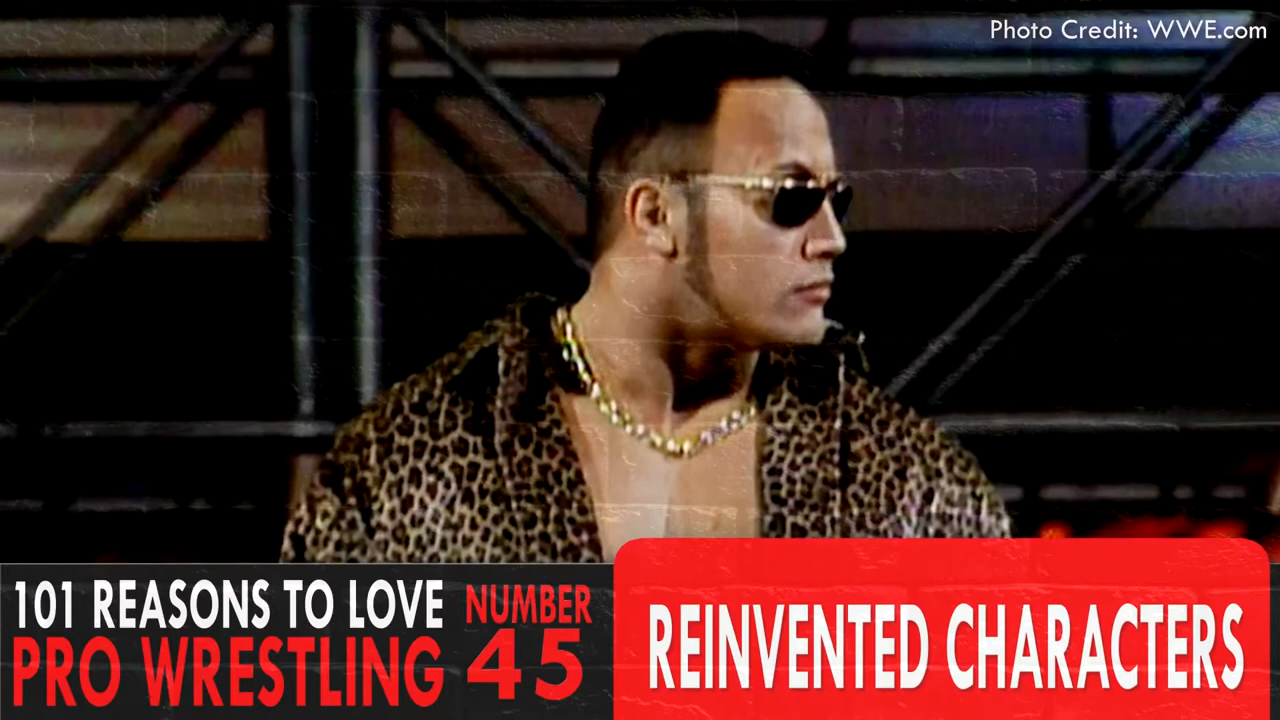 Photo Credit: WWE.com
101 REASONS TO LOVE
PRO WRESTLING
NUMBER
45
REINVENTED CHARACTERS